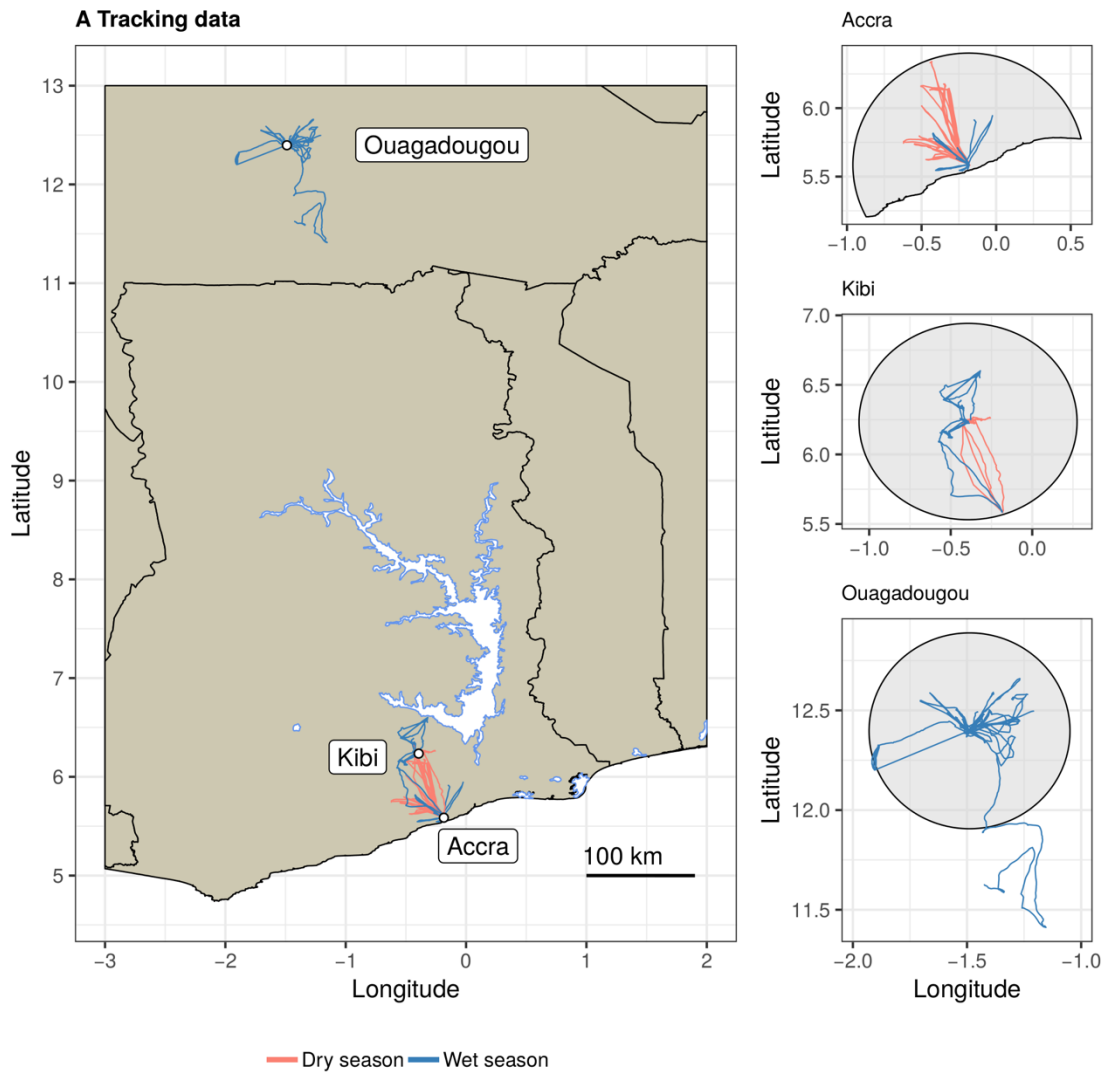 A Tracking data
Latitude
13
12
11
10
9
8
7
6
5
Ouagadougou
Kibi
Accra
100 km
−3
−2
−1
0
1
2
Longitude
Accra
Latitude
6.0
5.5
−1.0
−0.5
0.0
0.5
Kibi
Latitude
7.0
6.5
6.0
5.5
−1.0
−0.5
0.0
Ouagadougou
Latitude
12.5
12.0
11.5
−2.0
−1.5
−1.0
Longitude
Dry season
Wet season